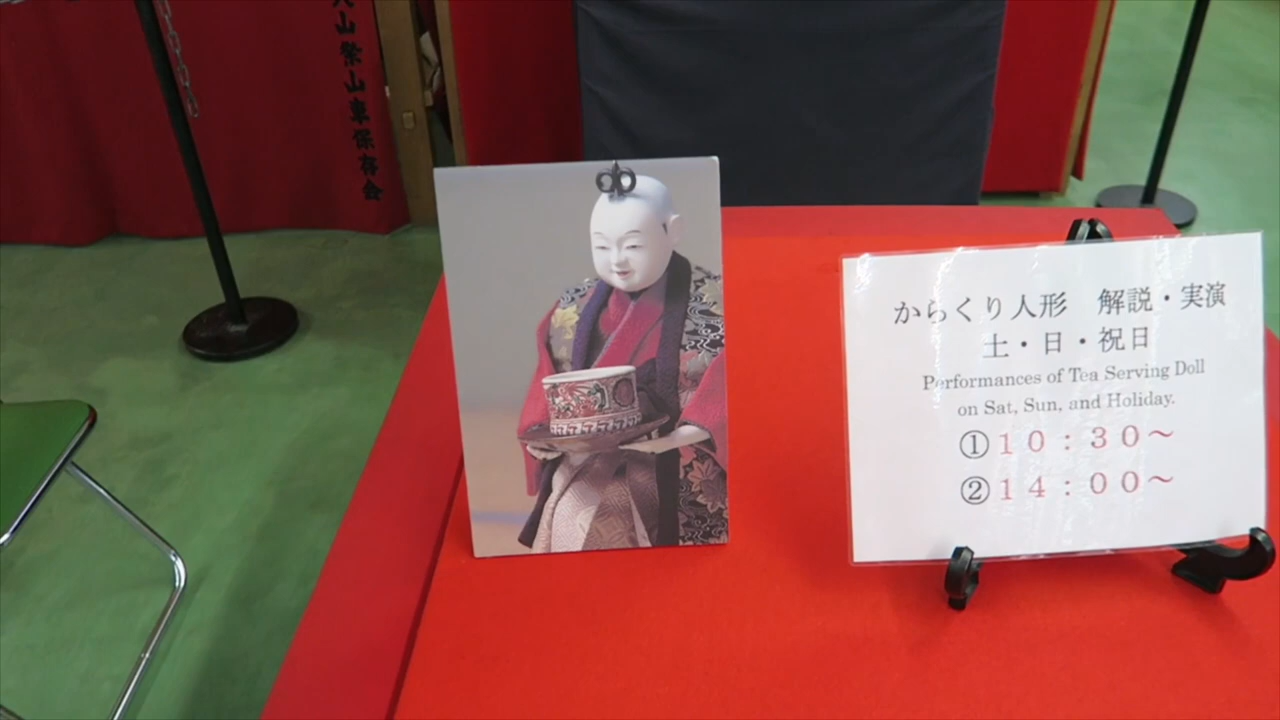 犬山祭山車保存会
からくり人形 解説・実演
土・日・祝日
Performances of Tea Serving Doll
on Sat, Sun, and Holiday.
①10:30～
②14:00～